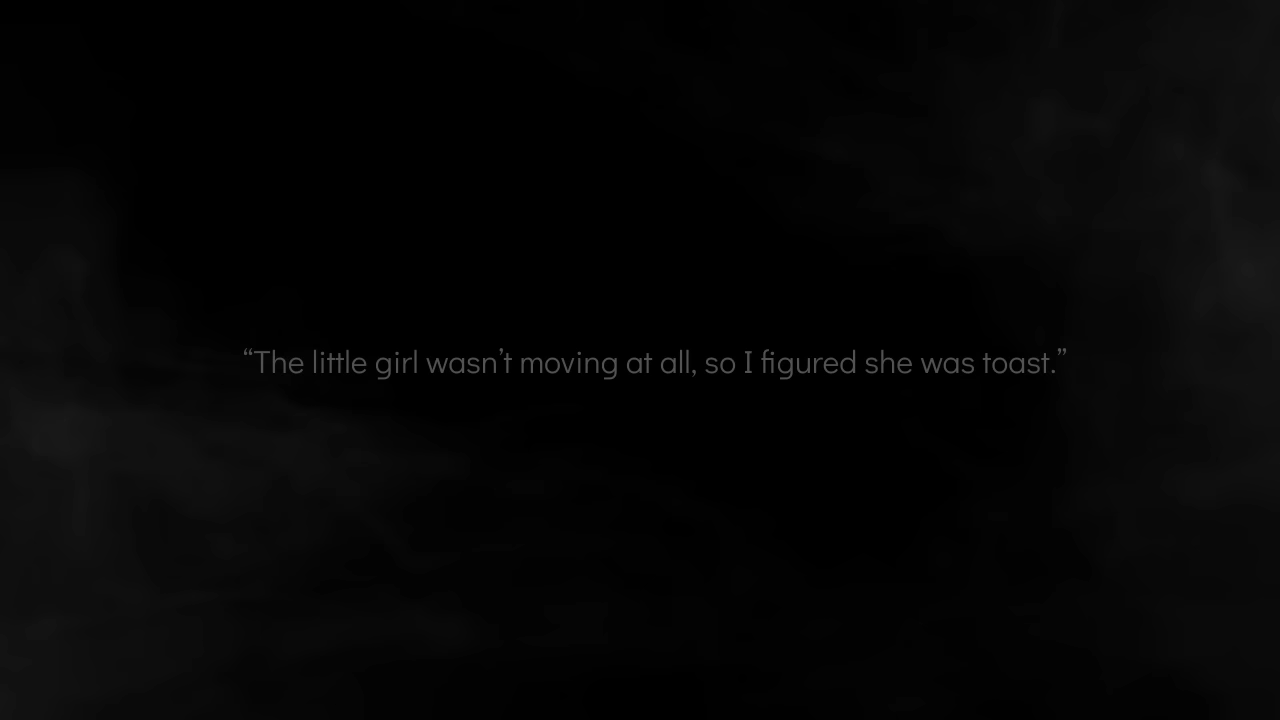 “The little girl wasn’t moving at all, so I figured she was toast.”